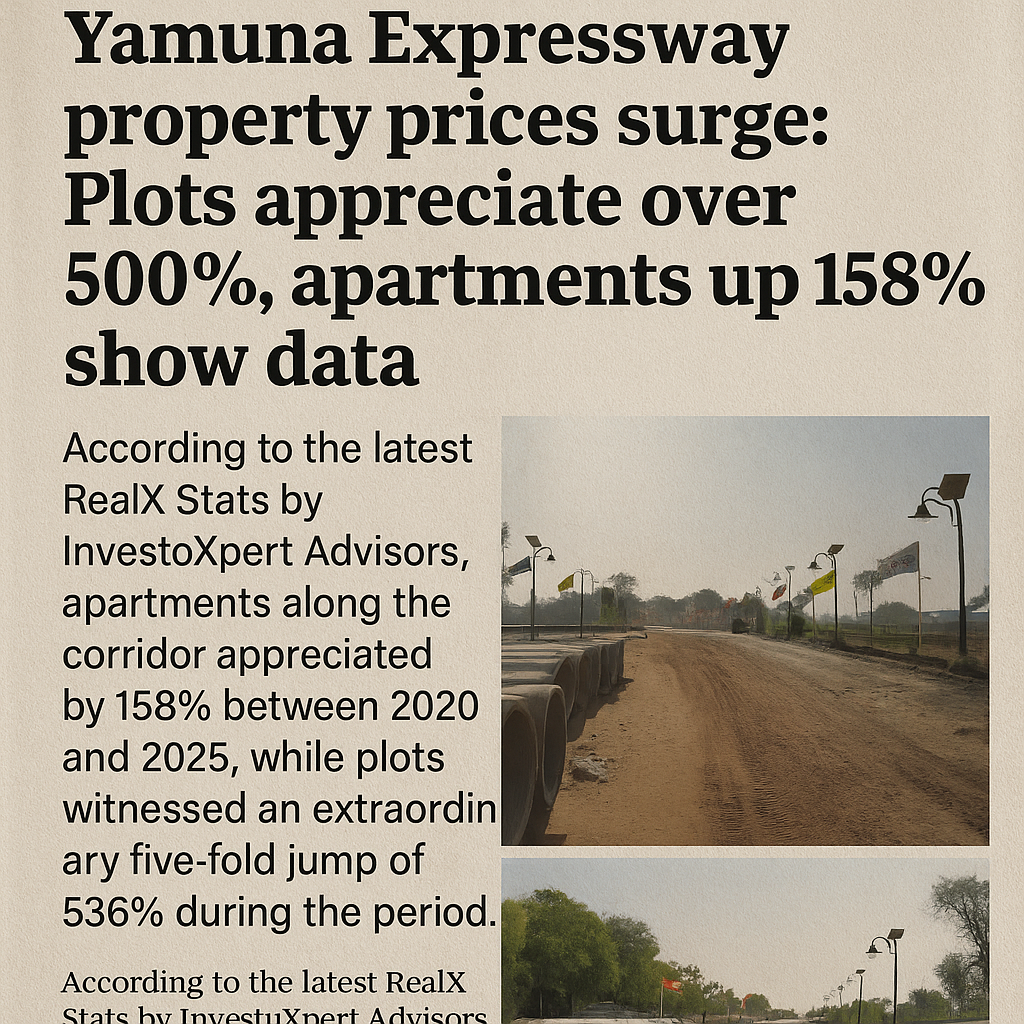 Yamuna Expressway
property prices surge:
Plots appreciate over
500%, apartments up 158%
show data
According to the latest
RealX Stats by
InvestoXpert Advisors,
apartments along the
corridor appreciated
by 158% between 2020
and 2025, while plots
witnessed an extraordin
ary five-fold jump of
536% during the period.
According to the latest RealX
Stats by InvestuXpert Advisors